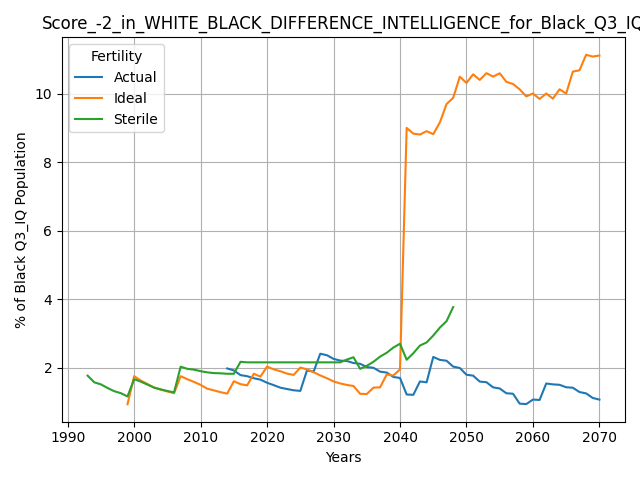 Score_-2_in_WHITE_BLACK_DIFFERENCE_INTELLIGENCE_for_Black_Q3_IQ
Fertility
Actual
Ideal
Sterile
% of Black Q3_IQ Population
10
8
6
4
2
1990 2000 2010 2020 2030 2040 2050 2060 2070
Years